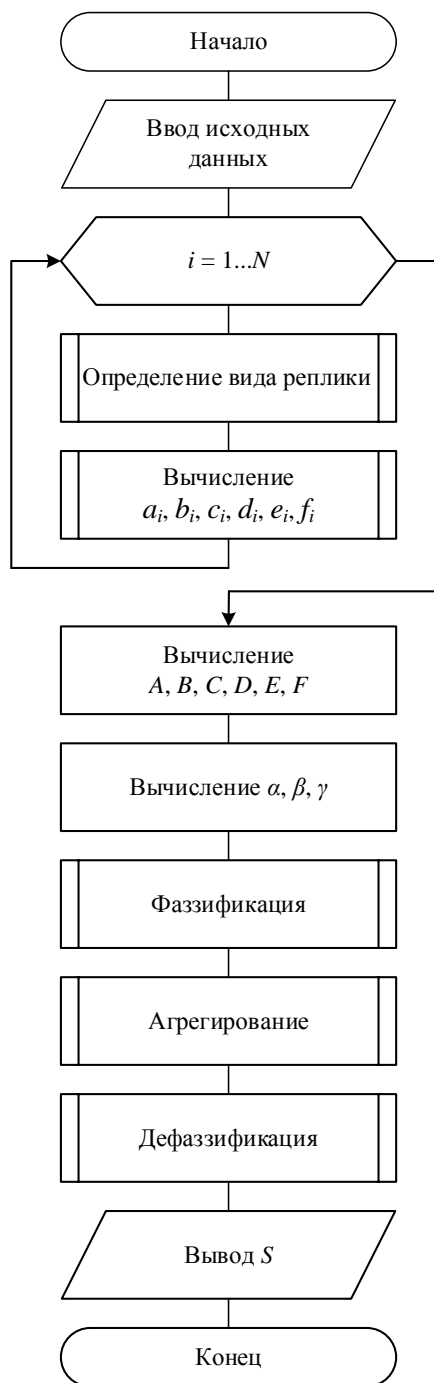 Начало
Ввод исходных
данных
i = 1...N
Определение вида реплики
Вычисление
aᵢ, bᵢ, cᵢ, dᵢ, eᵢ, fᵢ
Вычисление
A, B, C, D, E, F
Вычисление α, β, γ
Фаззификация
Агрегирование
Дефаззификация
Вывод S
Конец